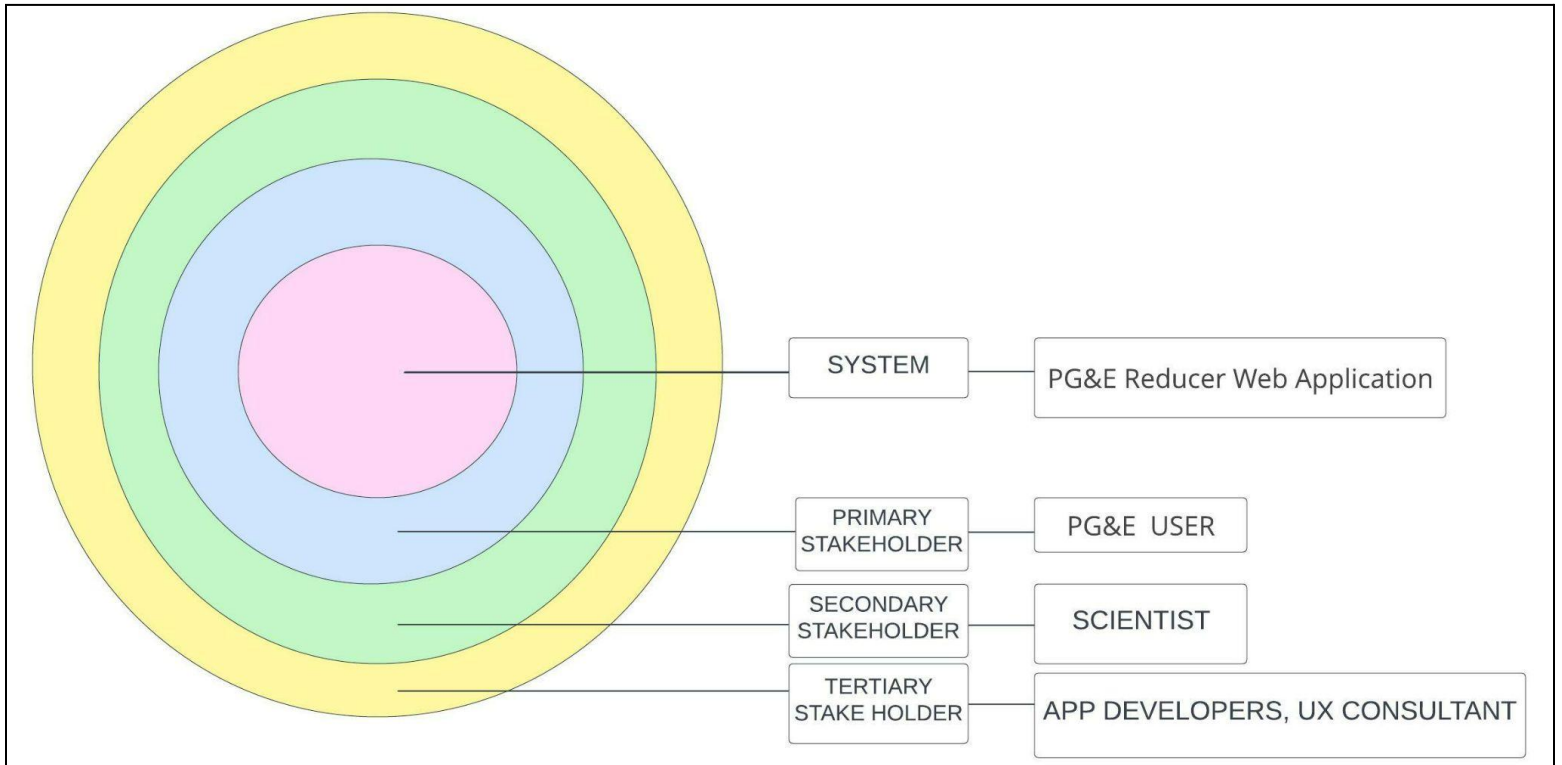 SYSTEM
PG&E Reducer Web Application
PRIMARY
STAKEHOLDER
PG&E USER
SECONDARY
STAKEHOLDER
SCIENTIST
TERTIARY
STAKE HOLDER
APP DEVELOPERS, UX CONSULTANT